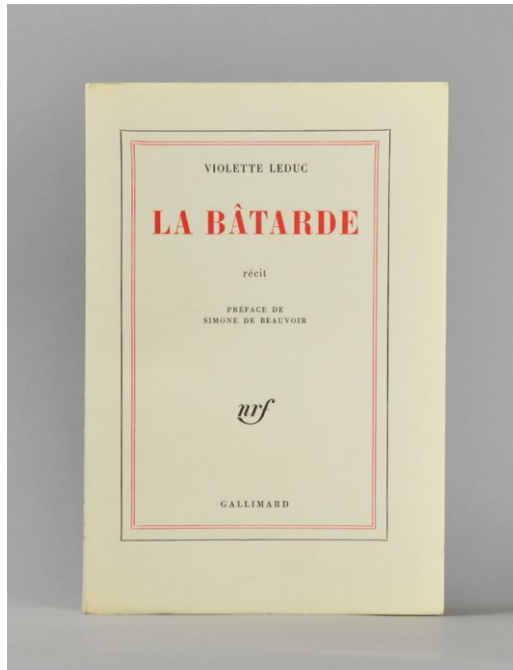 VIOLETTE LEDUC
LA BÂTARDE
récit
PRÉFACE DE
SIMONE DE BEAUVOIR
nrf
GALLIMARD